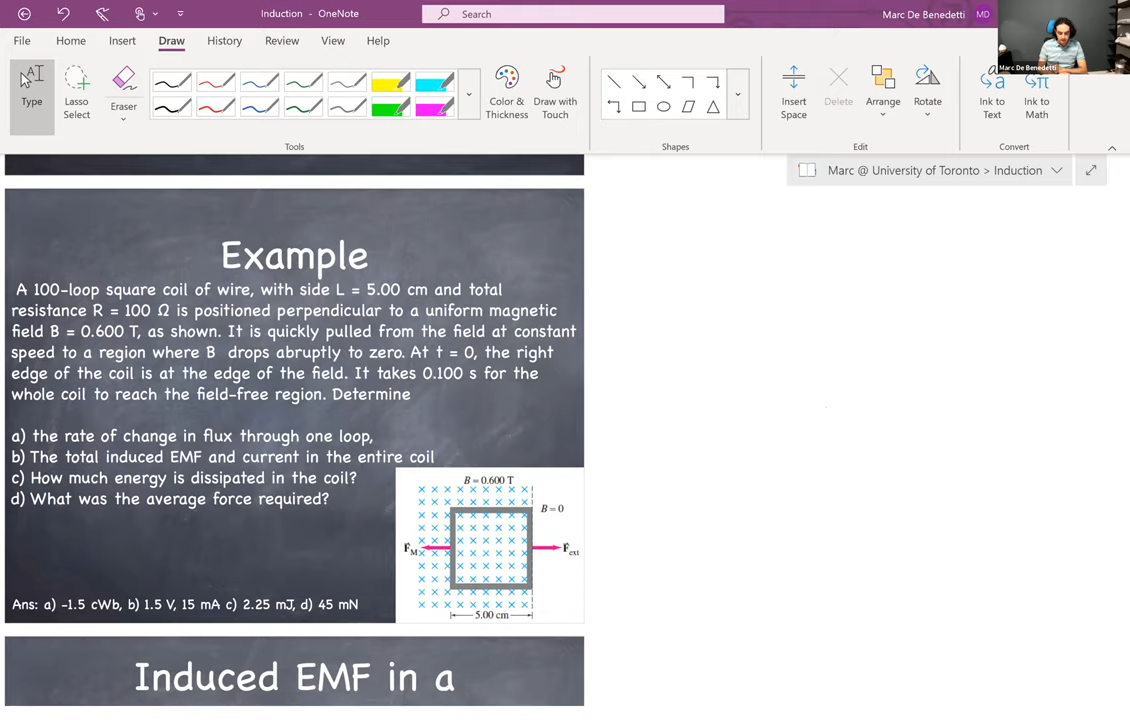 Induction - OneNote
Search
Marc De Benedetti
MD
Marc De Benedetti
File
Home
Insert
Draw
History
Review
View
Help
Type
Lasso
Select
Eraser
Color &
Thickness
Draw with
Touch
Insert
Space
Delete
Arrange
Rotate
Ink to
Text
Ink to
Math
Tools
Shapes
Edit
Convert
Marc @ University of Toronto > Induction
Example
A 100-loop square coil of wire, with side L = 5.00 cm and total
resistance R = 100 Ω is positioned perpendicular to a uniform magnetic
field B = 0.600 T, as shown. It is quickly pulled from the field at constant
speed to a region where B drops abruptly to zero. At t = 0, the right
edge of the coil is at the edge of the field. It takes 0.100 s for the
whole coil to reach the field-free region. Determine
a) the rate of change in flux through one loop,
b) The total induced EMF and current in the entire coil
c) How much energy is dissipated in the coil?
d) What was the average force required?
B = 0.600 T
B = 0
F_M
F_ext
5.00 cm
Ans: a) -1.5 cWb, b) 1.5 V, 15 mA c) 2.25 mJ, d) 45 mN
Induced EMF in a